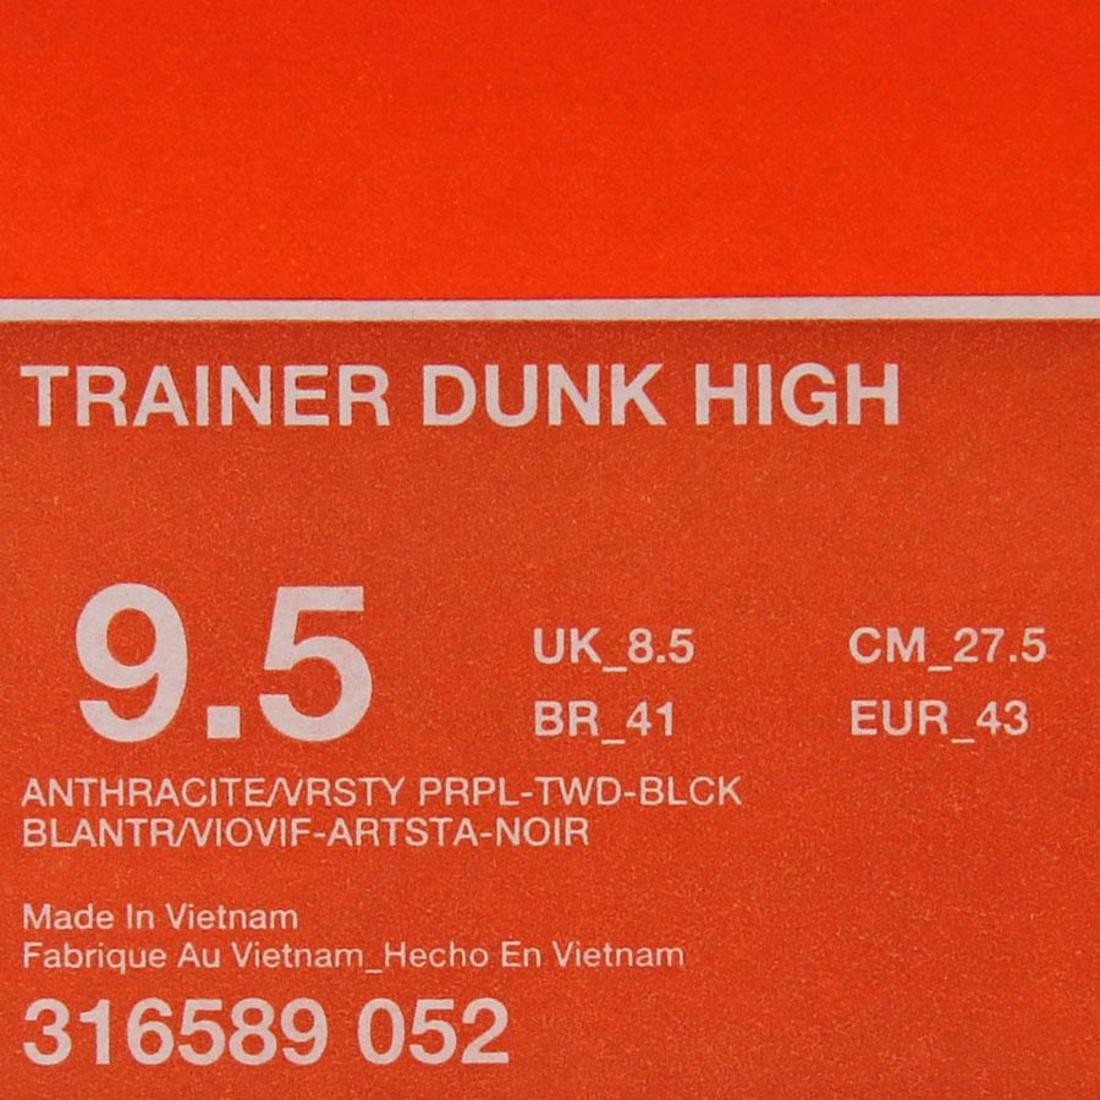 TRAINER DUNK HIGH
9.5
UK_8.5
CM_27.5
BR_41
EUR_43
ANTHRACITE/VRSTY PRPL-TWD-BLCK
BLANTR/VIOVIF-ARTSTA-NOIR
Made In Vietnam
Fabrique Au Vietnam_Hecho En Vietnam
316589 052